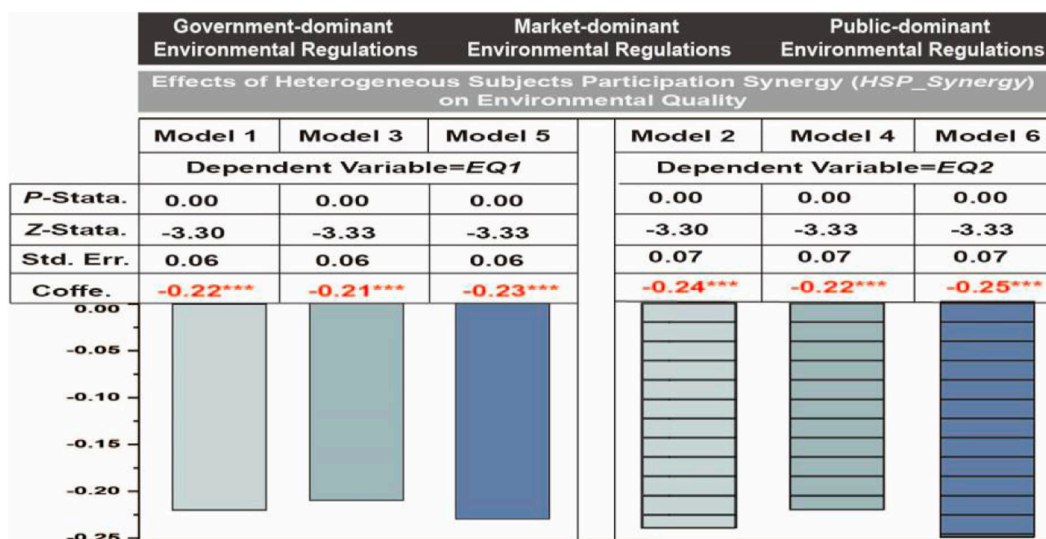 Government-dominant Market-dominant Public-dominant
Environmental Regulations Environmental Regulations Environmental Regulations
Effects of Heterogeneous Subjects Participation Synergy (HSP_Synergy)
on Environmental Quality
Model 1 Model 3 Model 5 Model 2 Model 4 Model 6
Dependent Variable=EQ1 Dependent Variable=EQ2
P-Stata. 0.00 0.00 0.00 0.00 0.00 0.00
Z-Stata. -3.30 -3.33 -3.33 -3.30 -3.33 -3.33
Std. Err. 0.06 0.06 0.06 0.07 0.07 0.07
Coffe. -0.22*** -0.21*** -0.23*** -0.24*** -0.22*** -0.25***
0.00
-0.05
-0.10
-0.15
-0.20
-0.25